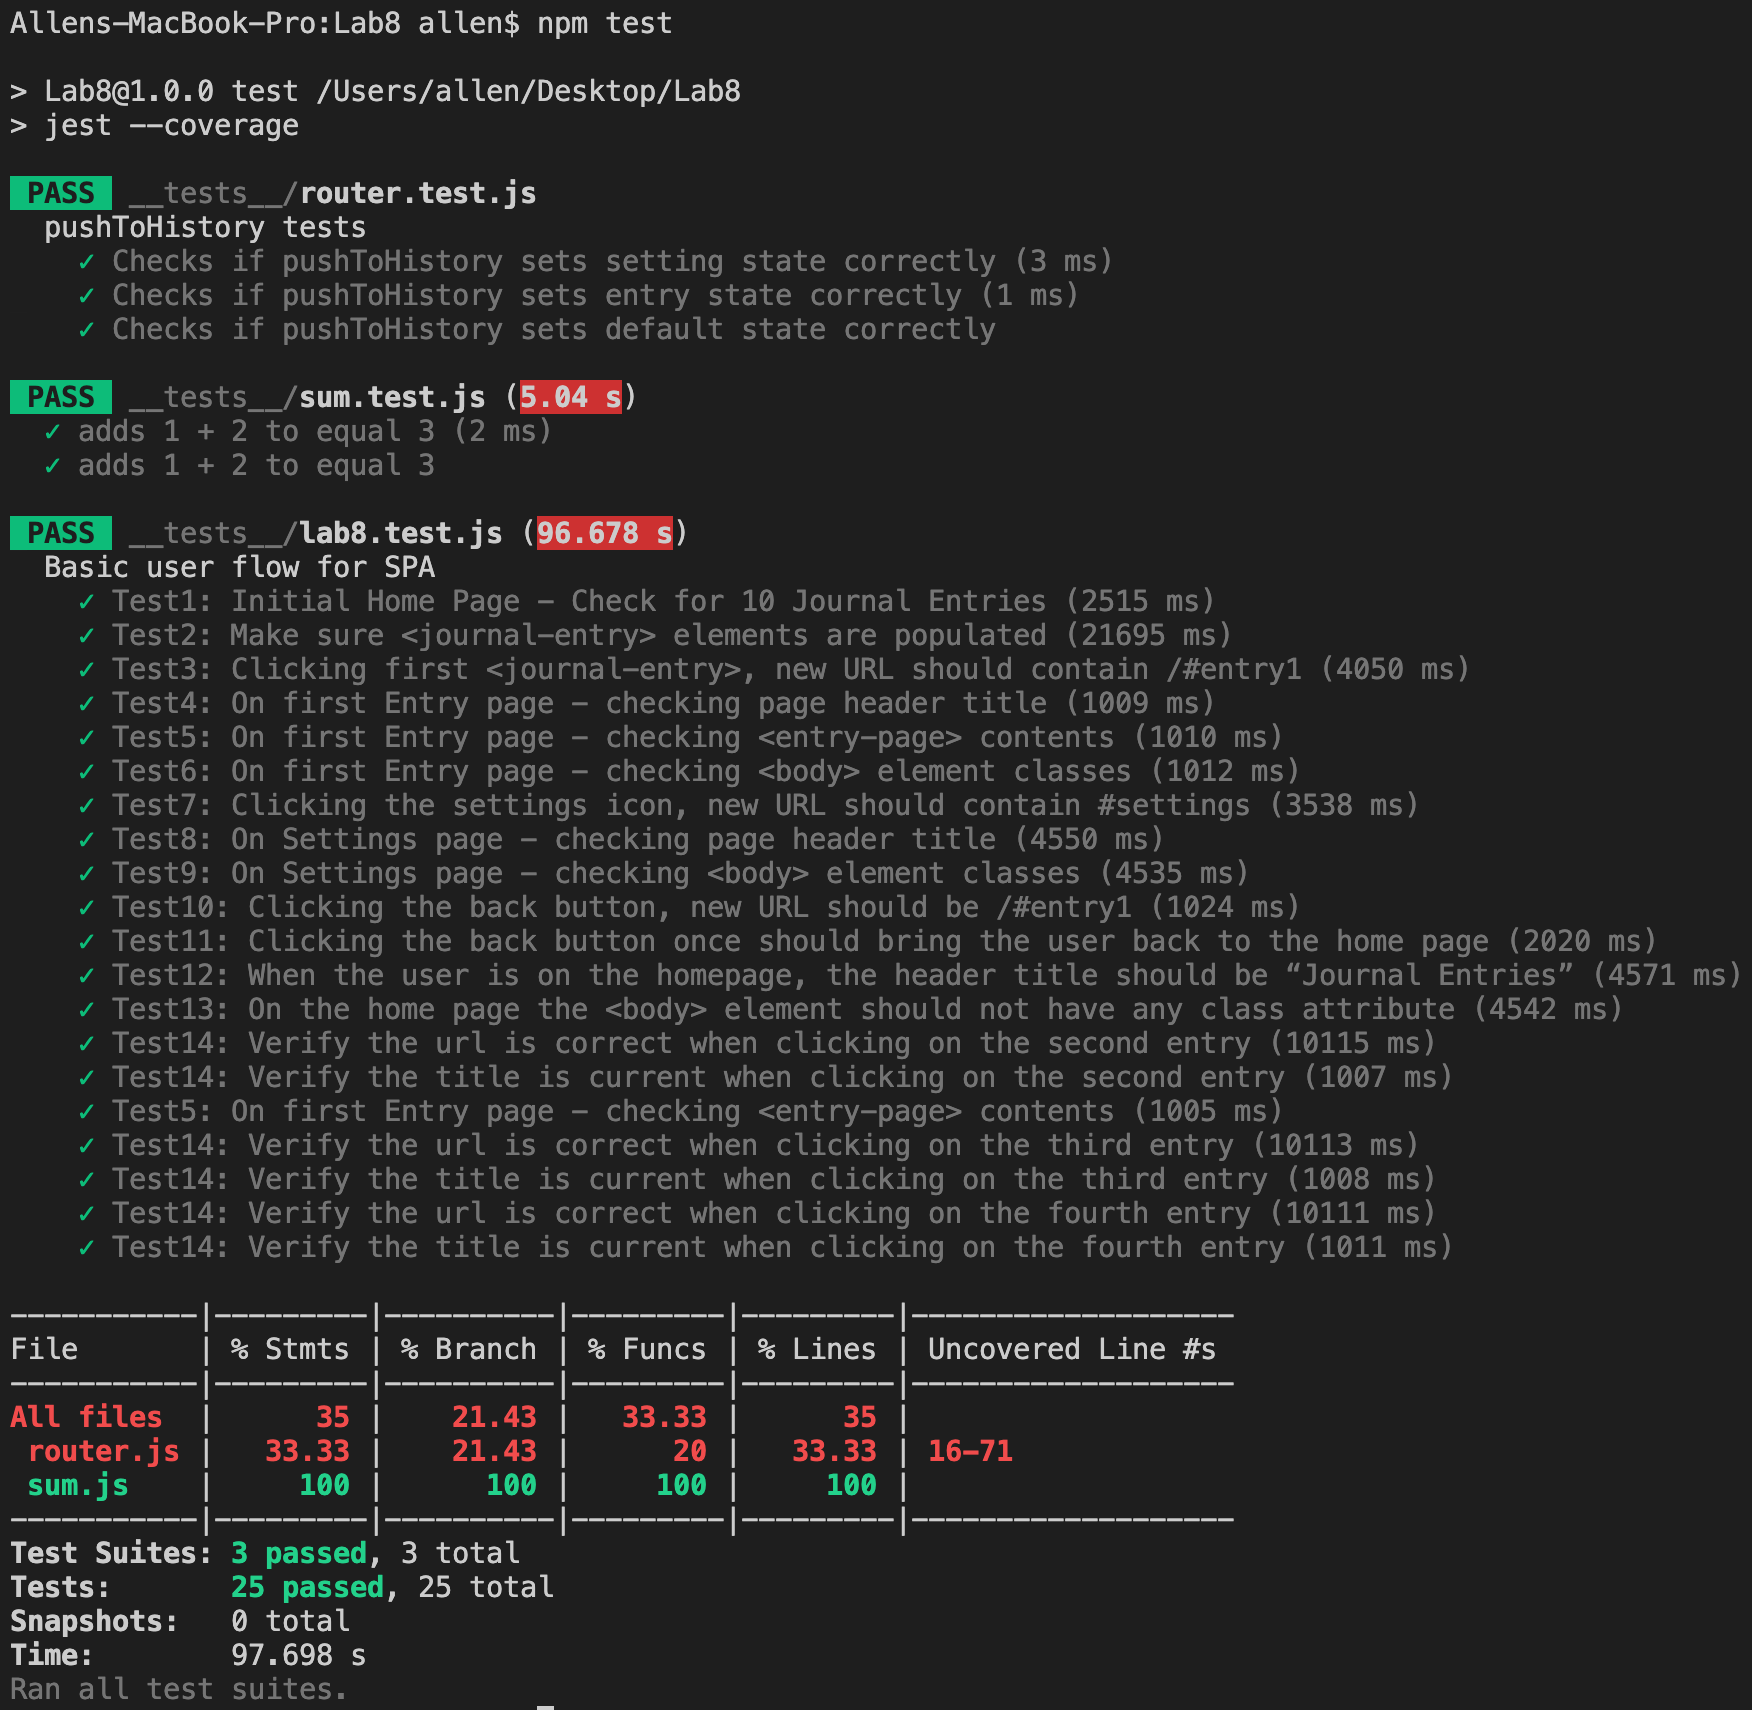 Allens-MacBook-Pro:Lab8 allen$ npm test
> Lab8@1.0.0 test /Users/allen/Desktop/Lab8
> jest --coverage
PASS __tests__/router.test.js
pushToHistory tests
✓ Checks if pushToHistory sets setting state correctly (3 ms)
✓ Checks if pushToHistory sets entry state correctly (1 ms)
✓ Checks if pushToHistory sets default state correctly
PASS __tests__/sum.test.js (5.04 s)
✓ adds 1 + 2 to equal 3 (2 ms)
✓ adds 1 + 2 to equal 3
PASS __tests__/lab8.test.js (96.678 s)
Basic user flow for SPA
✓ Test1: Initial Home Page - Check for 10 Journal Entries (2515 ms)
✓ Test2: Make sure <journal-entry> elements are populated (21695 ms)
✓ Test3: Clicking first <journal-entry>, new URL should contain /#entry1 (4050 ms)
✓ Test4: On first Entry page - checking page header title (1009 ms)
✓ Test5: On first Entry page - checking <entry-page> contents (1010 ms)
✓ Test6: On first Entry page - checking <body> element classes (1012 ms)
✓ Test7: Clicking the settings icon, new URL should contain #settings (3538 ms)
✓ Test8: On Settings page - checking page header title (4550 ms)
✓ Test9: On Settings page - checking <body> element classes (4535 ms)
✓ Test10: Clicking the back button, new URL should be /#entry1 (1024 ms)
✓ Test11: Clicking the back button once should bring the user back to the home page (2020 ms)
✓ Test12: When the user is on the homepage, the header title should be “Journal Entries” (4571 ms)
✓ Test13: On the home page the <body> element should not have any class attribute (4542 ms)
✓ Test14: Verify the url is correct when clicking on the second entry (10115 ms)
✓ Test14: Verify the title is current when clicking on the second entry (1007 ms)
✓ Test5: On first Entry page - checking <entry-page> contents (1005 ms)
✓ Test14: Verify the url is correct when clicking on the third entry (10113 ms)
✓ Test14: Verify the title is current when clicking on the third entry (1008 ms)
✓ Test14: Verify the url is correct when clicking on the fourth entry (10111 ms)
✓ Test14: Verify the title is current when clicking on the fourth entry (1011 ms)
-----------|---------|----------|---------|---------|-------------------
File | % Stmts | % Branch | % Funcs | % Lines | Uncovered Line #s
-----------|---------|----------|---------|---------|-------------------
All files | 35 | 21.43 | 33.33 | 35 |
router.js | 33.33 | 21.43 | 20 | 33.33 | 16-71
sum.js | 100 | 100 | 100 | 100 |
-----------|---------|----------|---------|---------|-------------------
Test Suites: 3 passed, 3 total
Tests: 25 passed, 25 total
Snapshots: 0 total
Time: 97.698 s
Ran all test suites.